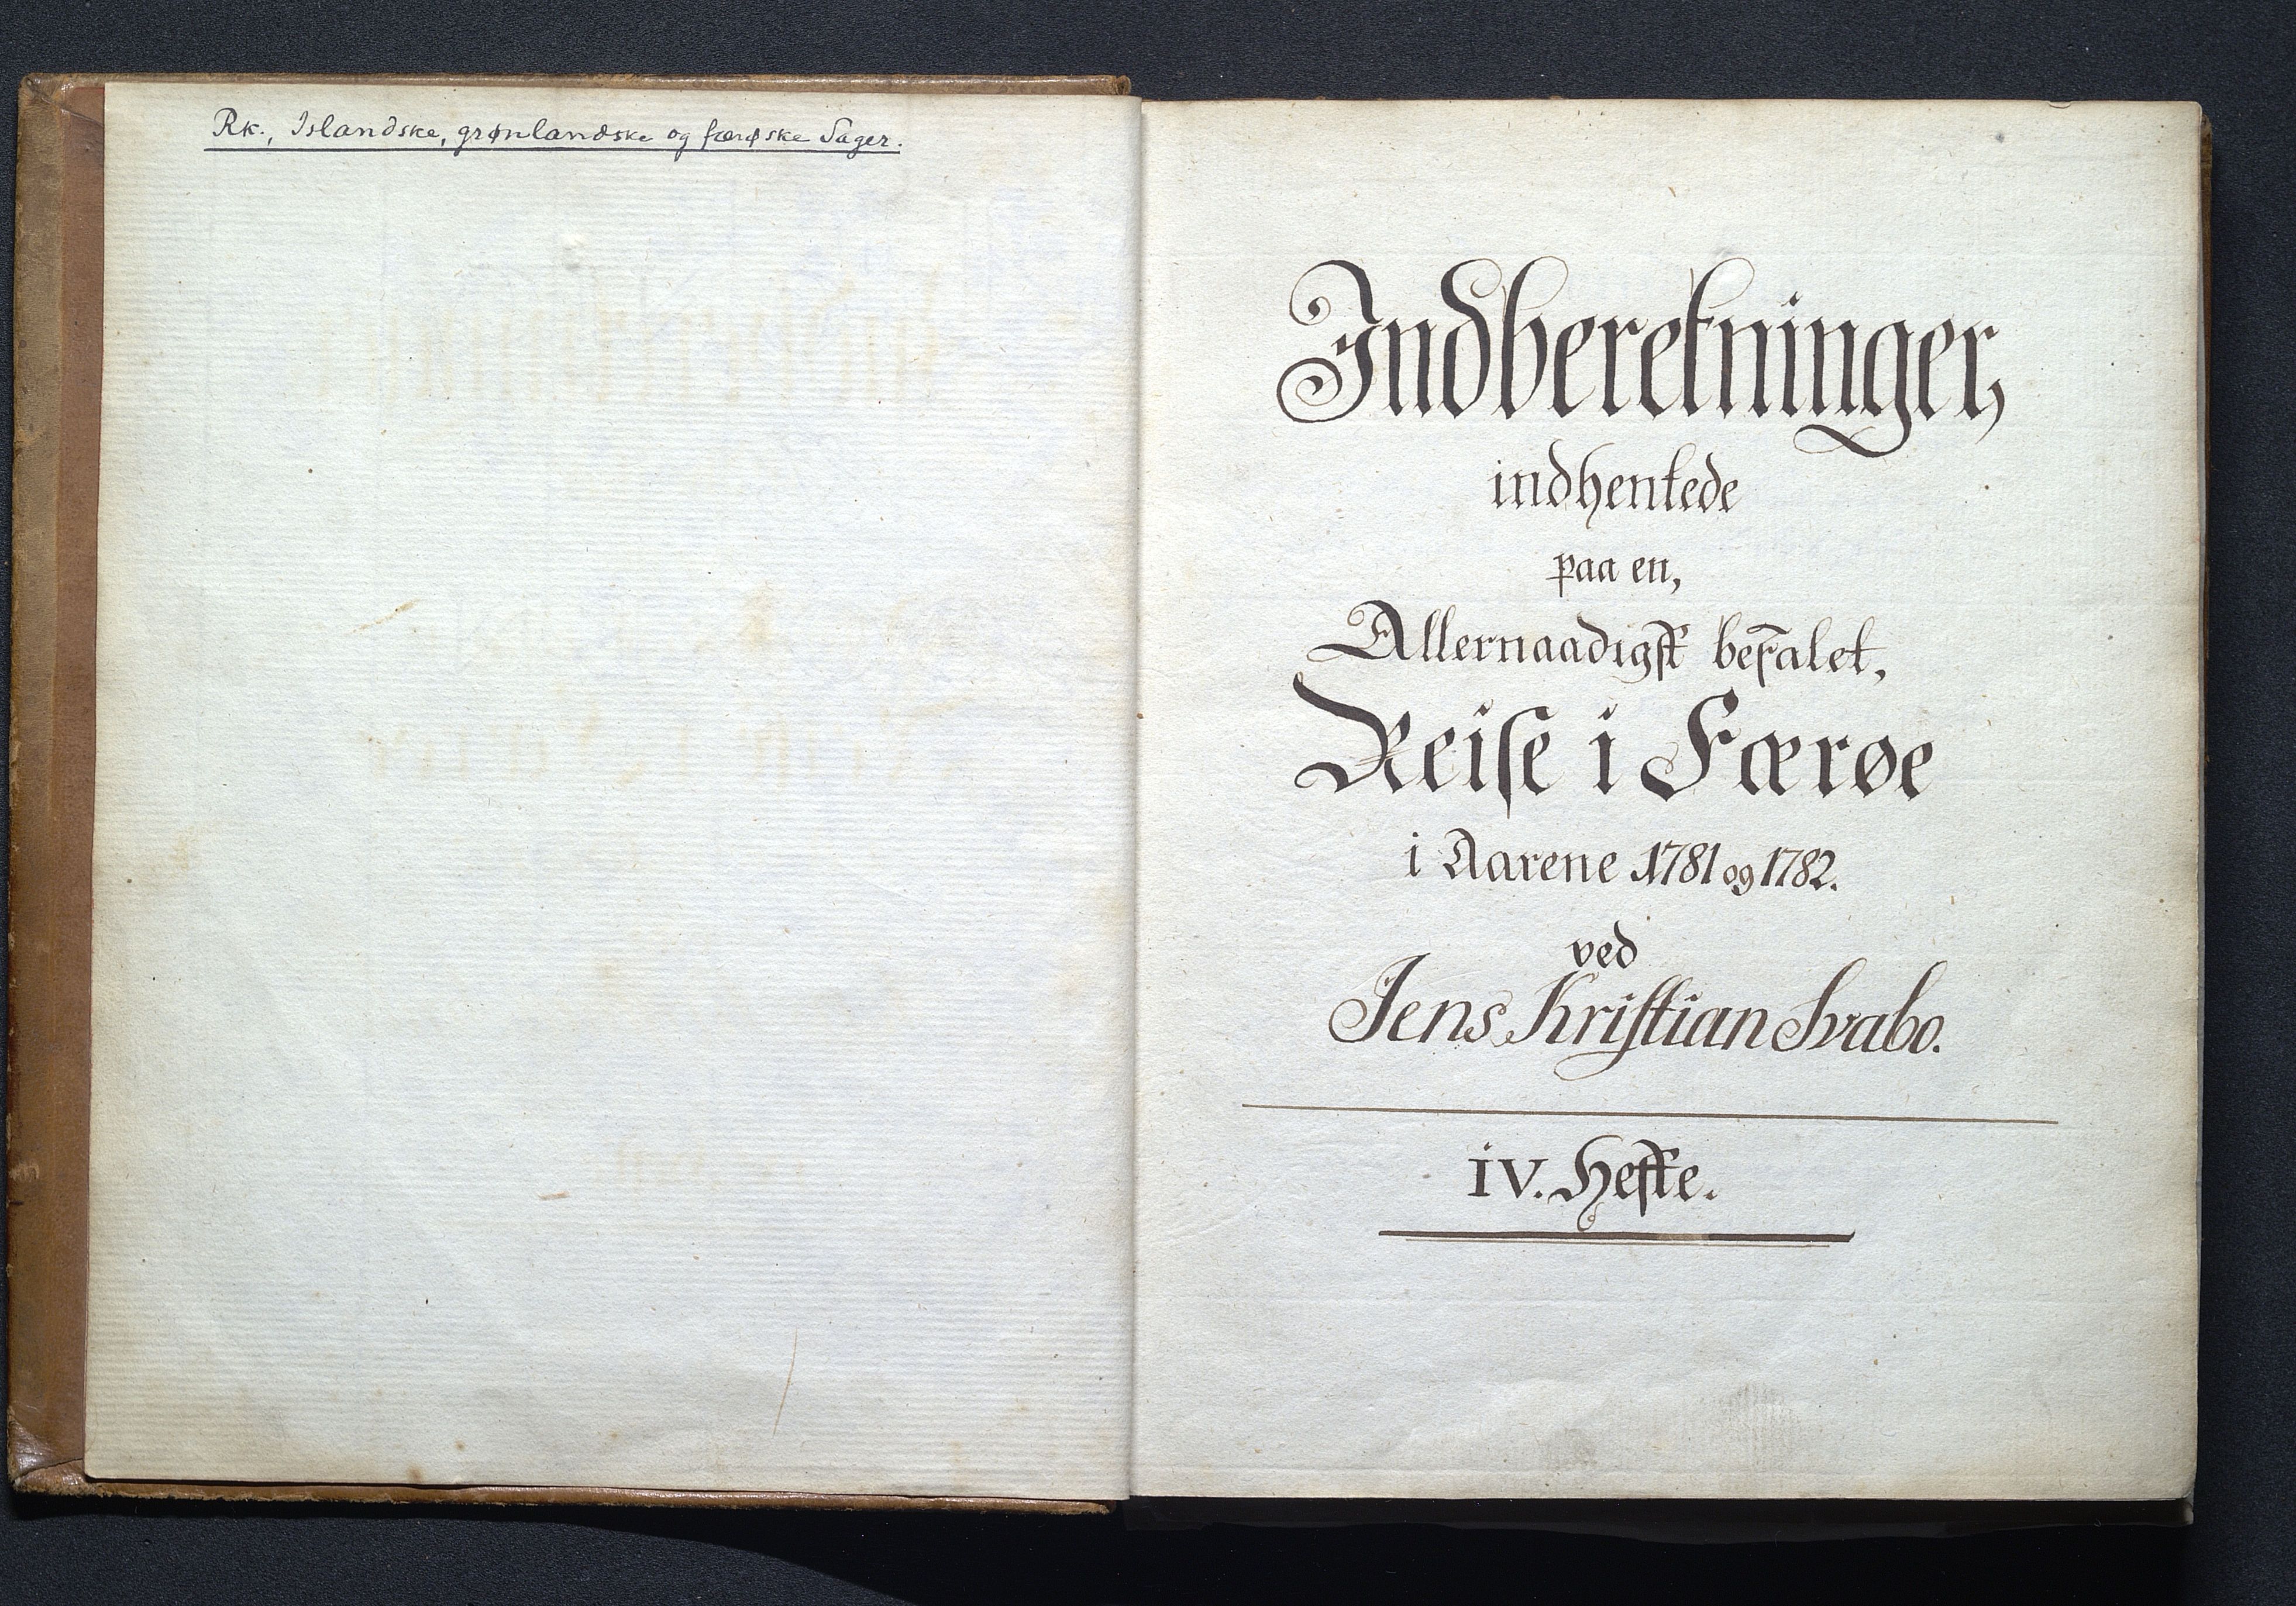 Rk., Islandske, grønlandske og færøske Sager.
Indberetninger,
indhentede
paa en,
Allernaadigst befalet,
Reise i Færøe
i Aarene 1781 og 1782.
ved
Jens Kristian Svabo.
IV. Hefte.